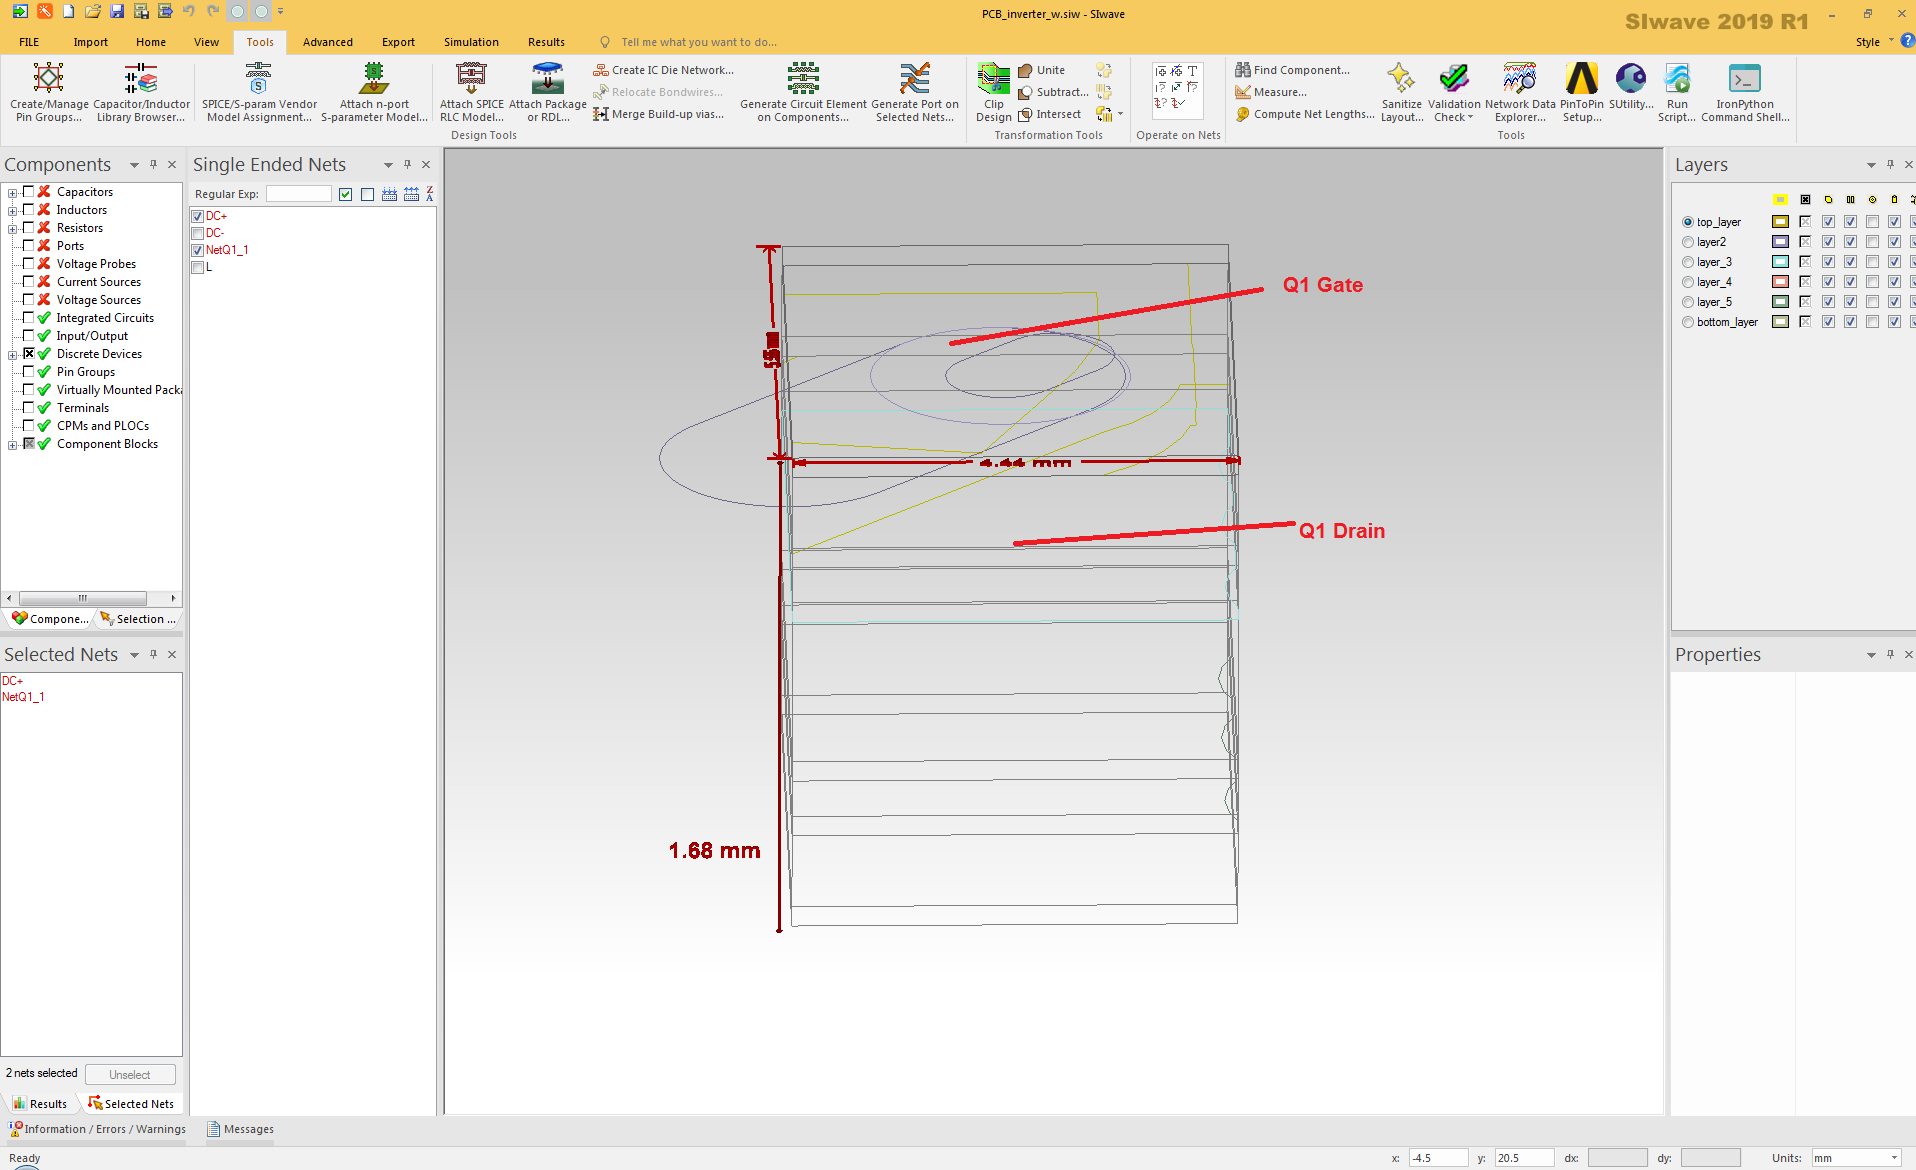 PCB_inverter_w.siw - SIwave
SIwave 2019 R1
FILE Import Home View Tools Advanced Export Simulation Results Tell me what you want to do... Style
Create/Manage Pin Groups...
Capacitor/Inductor Library Browser...
SPICE/S-param Vendor Model Assignment...
Attach n-port S-parameter Model...
Attach SPICE RLC Model...
Attach Package or RDL...
Create IC Die Network...
Relocate Bondwires...
Merge Build-up vias...
Generate Circuit Element on Components...
Generate Port on Selected Nets...
Design Tools
Clip Design
Unite
Subtract...
Intersect
Transformation Tools
Operate on Nets
Find Component...
Measure...
Compute Net Lengths...
Sanitize Layout...
Validation Check
Network Data Explorer...
PinToPin Setup...
SUtility...
Run Script...
IronPython Command Shell...
Tools
Components
Capacitors
Inductors
Resistors
Ports
Voltage Probes
Current Sources
Voltage Sources
Integrated Circuits
Input/Output
Discrete Devices
Pin Groups
Virtually Mounted Packa
Terminals
CPMs and PLOCs
Component Blocks
Compone...
Selection ...
Selected Nets
DC+
NetQ1_1
2 nets selected
Unselect
Results
Selected Nets
Single Ended Nets
Regular Exp:
DC+
DC-
NetQ1_1
L
Q1 Gate
4.44 mm
Q1 Drain
1.68 mm
Layers
top_layer
layer2
layer_3
layer_4
layer_5
bottom_layer
Properties
Information / Errors / Warnings
Messages
Ready
x: -4.5 y: 20.5 dx: dy: Units: mm